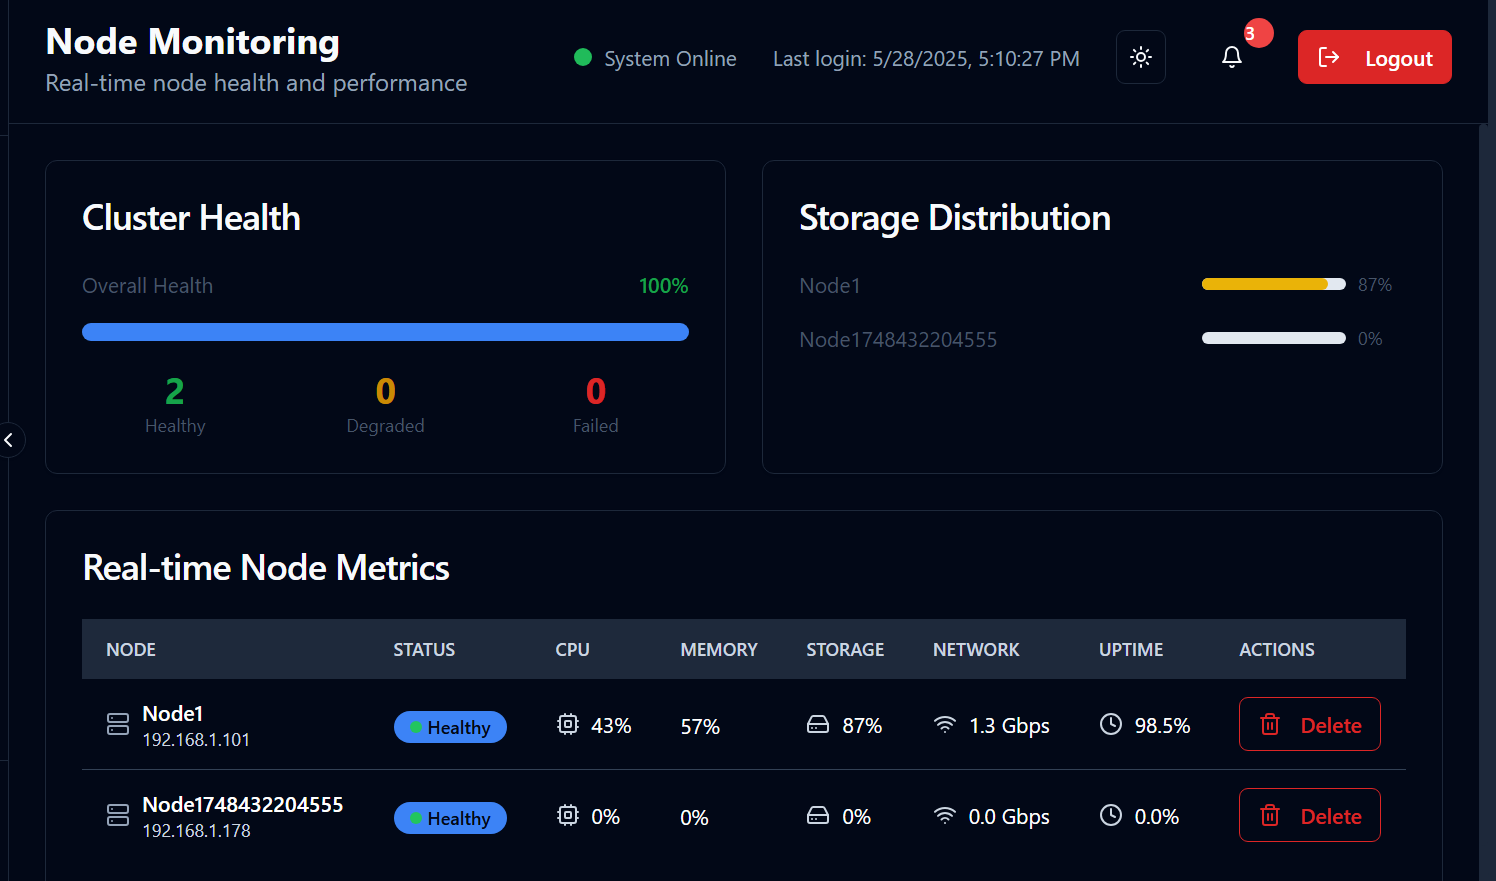 Node Monitoring
Real-time node health and performance
System Online
Last login: 5/28/2025, 5:10:27 PM
3
Logout
Cluster Health
Overall Health 100%
2 0 0
Healthy Degraded Failed
Storage Distribution
Node1 87%
Node1748432204555 0%
Real-time Node Metrics
NODE STATUS CPU MEMORY STORAGE NETWORK UPTIME ACTIONS
Node1
192.168.1.101
Healthy 43% 57% 87% 1.3 Gbps 98.5% Delete
Node1748432204555
192.168.1.178
Healthy 0% 0% 0% 0.0 Gbps 0.0% Delete